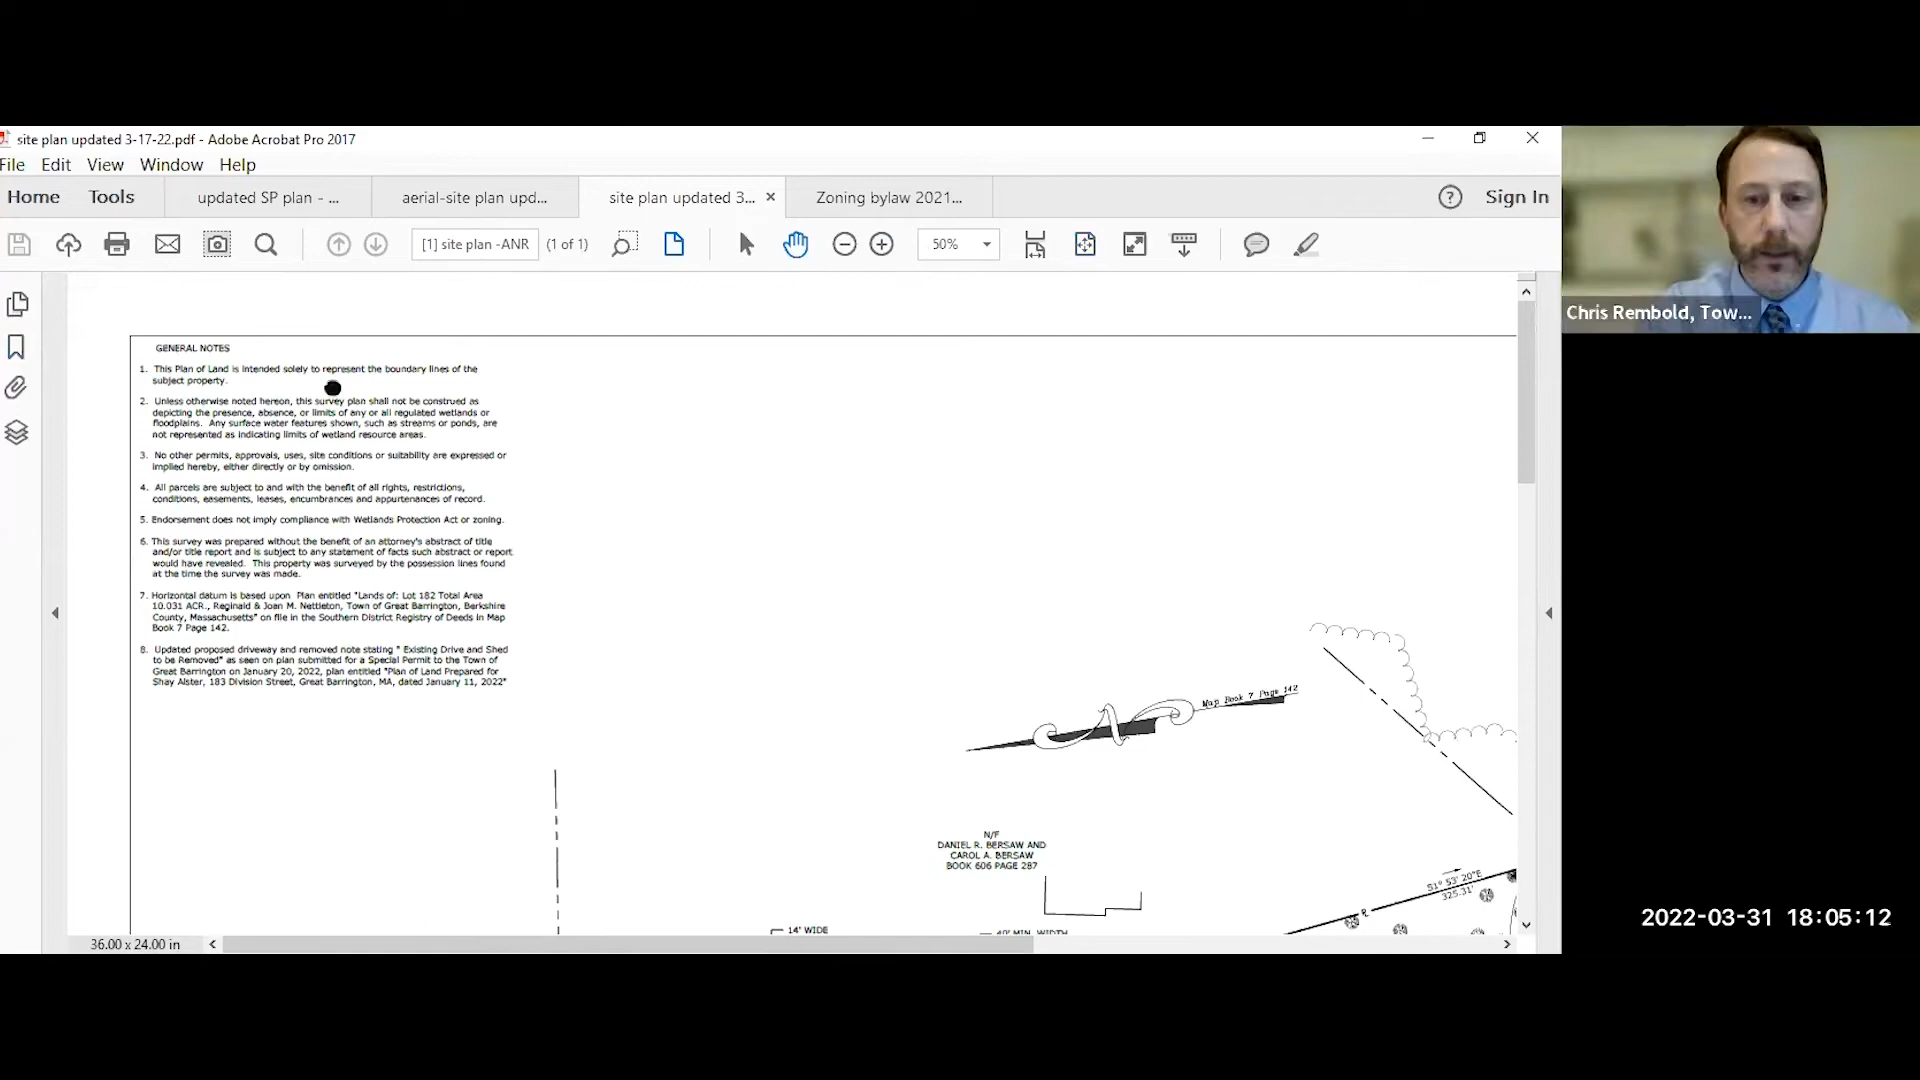 site plan updated 3-17-22.pdf - Adobe Acrobat Pro 2017
File Edit View Window Help
Home Tools updated SP plan - ... aerial-site plan upd... site plan updated 3... × Zoning bylaw 2021... ? Sign In
[1] site plan -ANR (1 of 1) 50%
GENERAL NOTES
1. This Plan of Land is intended solely to represent the boundary lines of the
subject property.
2. Unless otherwise noted hereon, this survey plan shall not be construed as
depicting the presence, absence, or limits of any or all regulated wetlands or
floodplains. Any surface water features shown, such as streams or ponds, are
not represented as indicating limits of wetland resource areas.
3. No other permits, approvals, uses, site conditions or suitability are expressed or
implied hereby, either directly or by omission.
4. All parcels are subject to and with the benefit of all rights, restrictions,
conditions, easements, leases, encumbrances and appurtenances of record.
5. Endorsement does not imply compliance with Wetlands Protection Act or zoning.
6. This survey was prepared without the benefit of an attorney's abstract of title
and/or title report and is subject to any statement of facts such abstract or report
would have revealed. This property was surveyed by the possession lines found
at the time the survey was made.
7. Horizontal datum is based upon Plan entitled "Lands of: Lot 182 Total Area
10.031 ACR., Reginald & Joan M. Nettleton, Town of Great Barrington, Berkshire
County, Massachusetts" on file in the Southern District Registry of Deeds in Map
Book 7 Page 142.
8. Updated proposed driveway and removed note stating " Existing Drive and Shed
to be Removed" as seen on plan submitted for a Special Permit to the Town of
Great Barrington on January 20, 2022, plan entitled "Plan of Land Prepared for
Shay Alster, 183 Division Street, Great Barrington, MA, dated January 11, 2022"
Map Book 7 Page 142
N/F
DANIEL R. BERSAW AND
CAROL A. BERSAW
BOOK 606 PAGE 287
S1° 53' 20"E
325.31'
R
14' WIDE
40' MIN. WIDTH
36.00 x 24.00 in
Chris Rembold, Tow...
2022-03-31 18:05:12